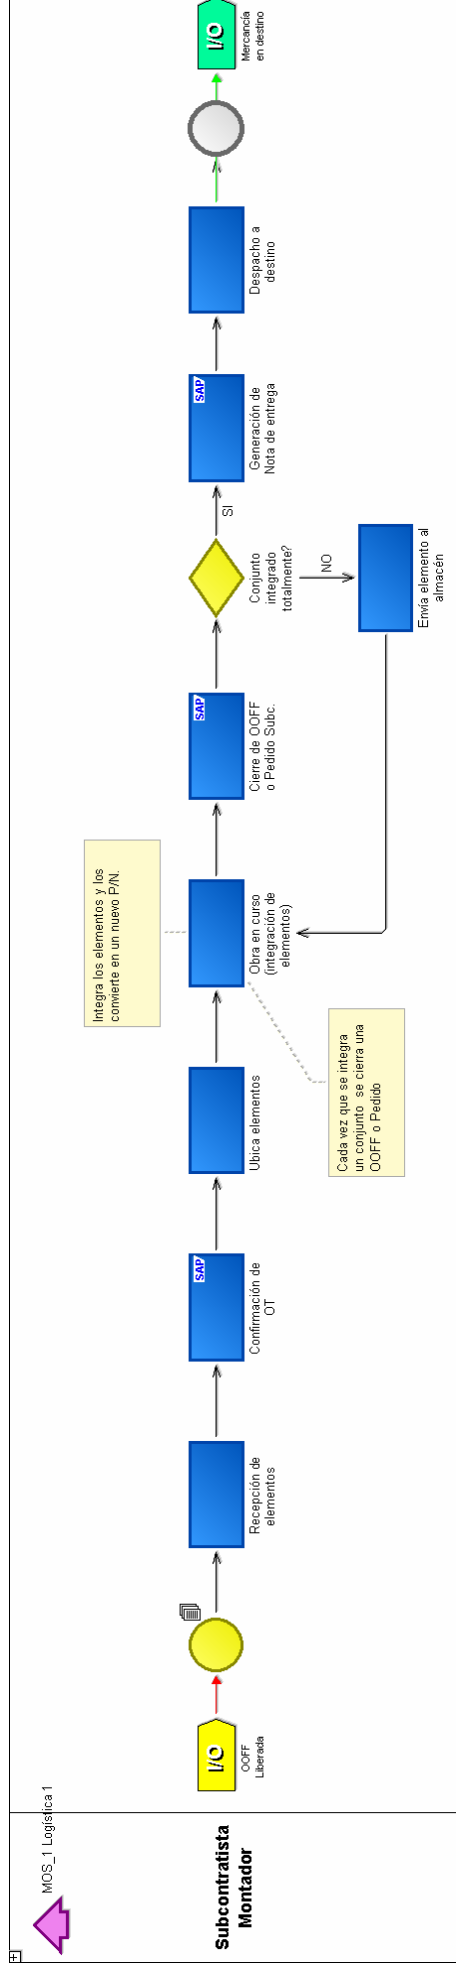 MOS_1 Logística 1
Subcontratista
Montador
I/O
OOFF
Liberada
Recepción de
elementos
SAP
Confirmación de
OT
Ubica elementos
Integra los elementos y los
convierte en un nuevo P/N.
Obra en curso
(integración de
elementos)
Cada vez que se integra
un conjunto se cierra una
OOFF o Pedido
SAP
Cierre de OOFF
o Pedido Subc.
Conjunto
integrado
totalmente?
NO
Envía elemento al
almacén
SI
SAP
Generación de
Nota de entrega
Despacho a
destino
I/O
Mercancía
en destino